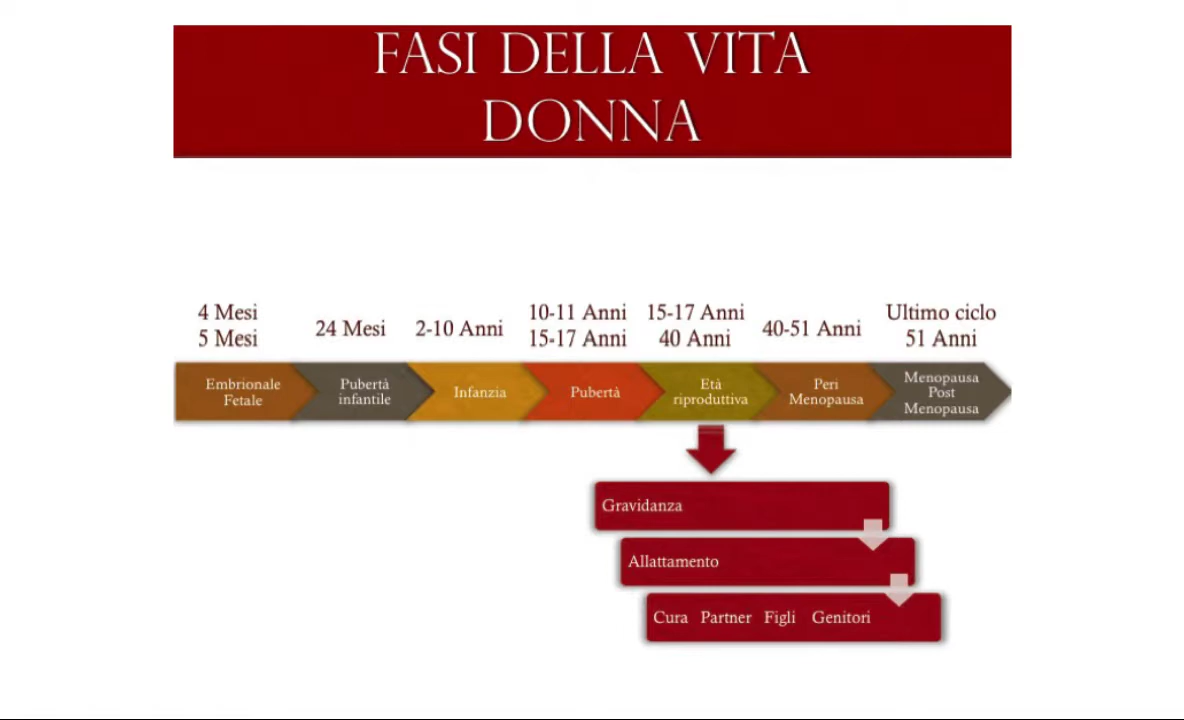 FASI DELLA VITA
DONNA
4 Mesi
5 Mesi
24 Mesi
2-10 Anni
10-11 Anni
15-17 Anni
15-17 Anni
40 Anni
40-51 Anni
Ultimo ciclo
51 Anni
Embrionale
Fetale
Pubertà
infantile
Infanzia
Pubertà
Età
riproduttiva
Peri
Menopausa
Menopausa
Post
Menopausa
Gravidanza
Allattamento
Cura Partner Figli Genitori